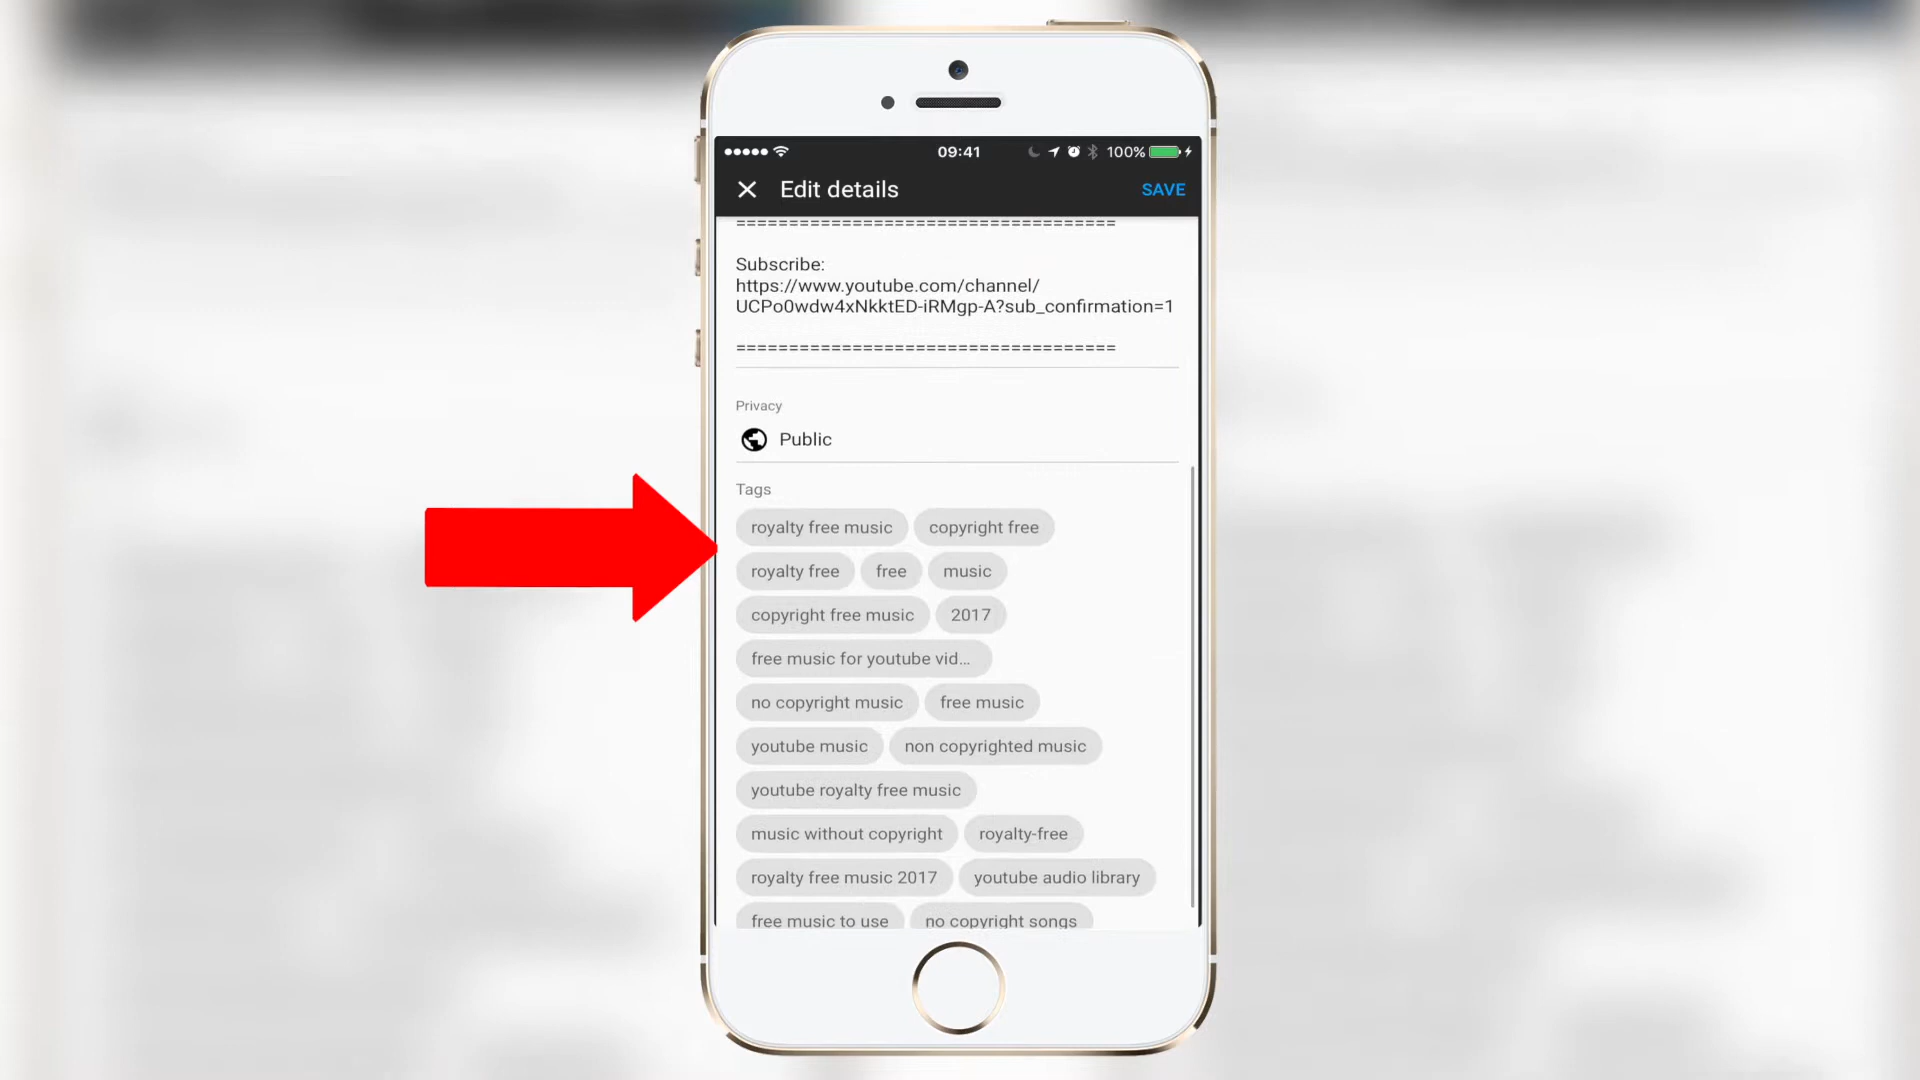 09:41 100%
Edit details SAVE
==================================
Subscribe:
https://www.youtube.com/channel/
UCPo0wdw4xNkktED-iRMgp-A?sub_confirmation=1
==================================
Privacy
Public
Tags
royalty free music copyright free
royalty free free music
copyright free music 2017
free music for youtube vid...
no copyright music free music
youtube music non copyrighted music
youtube royalty free music
music without copyright royalty-free
royalty free music 2017 youtube audio library
free music to use no copyright songs